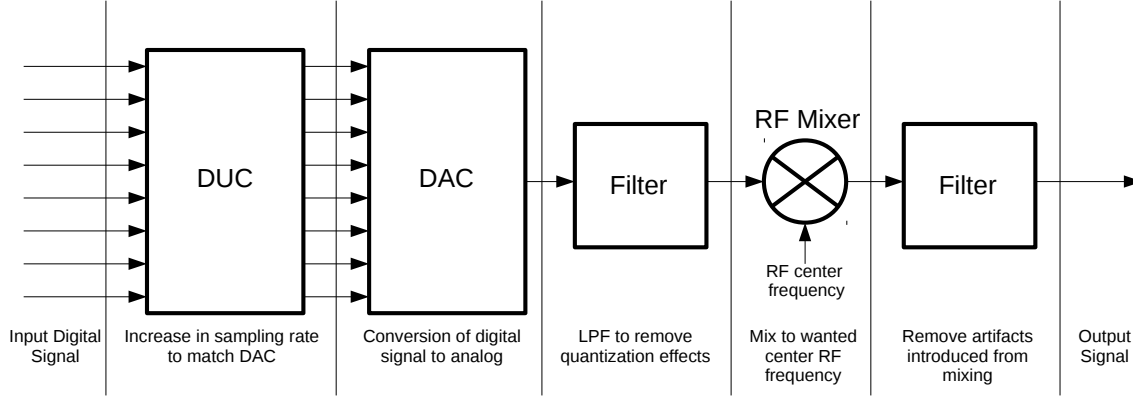 DUC
DAC
Filter
RF Mixer
Filter
RF center
frequency
Input Digital
Signal
Increase in sampling rate
to match DAC
Conversion of digital
signal to analog
LPF to remove
quantization effects
Mix to wanted
center RF
frequency
Remove artifacts
introduced from
mixing
Output
Signal